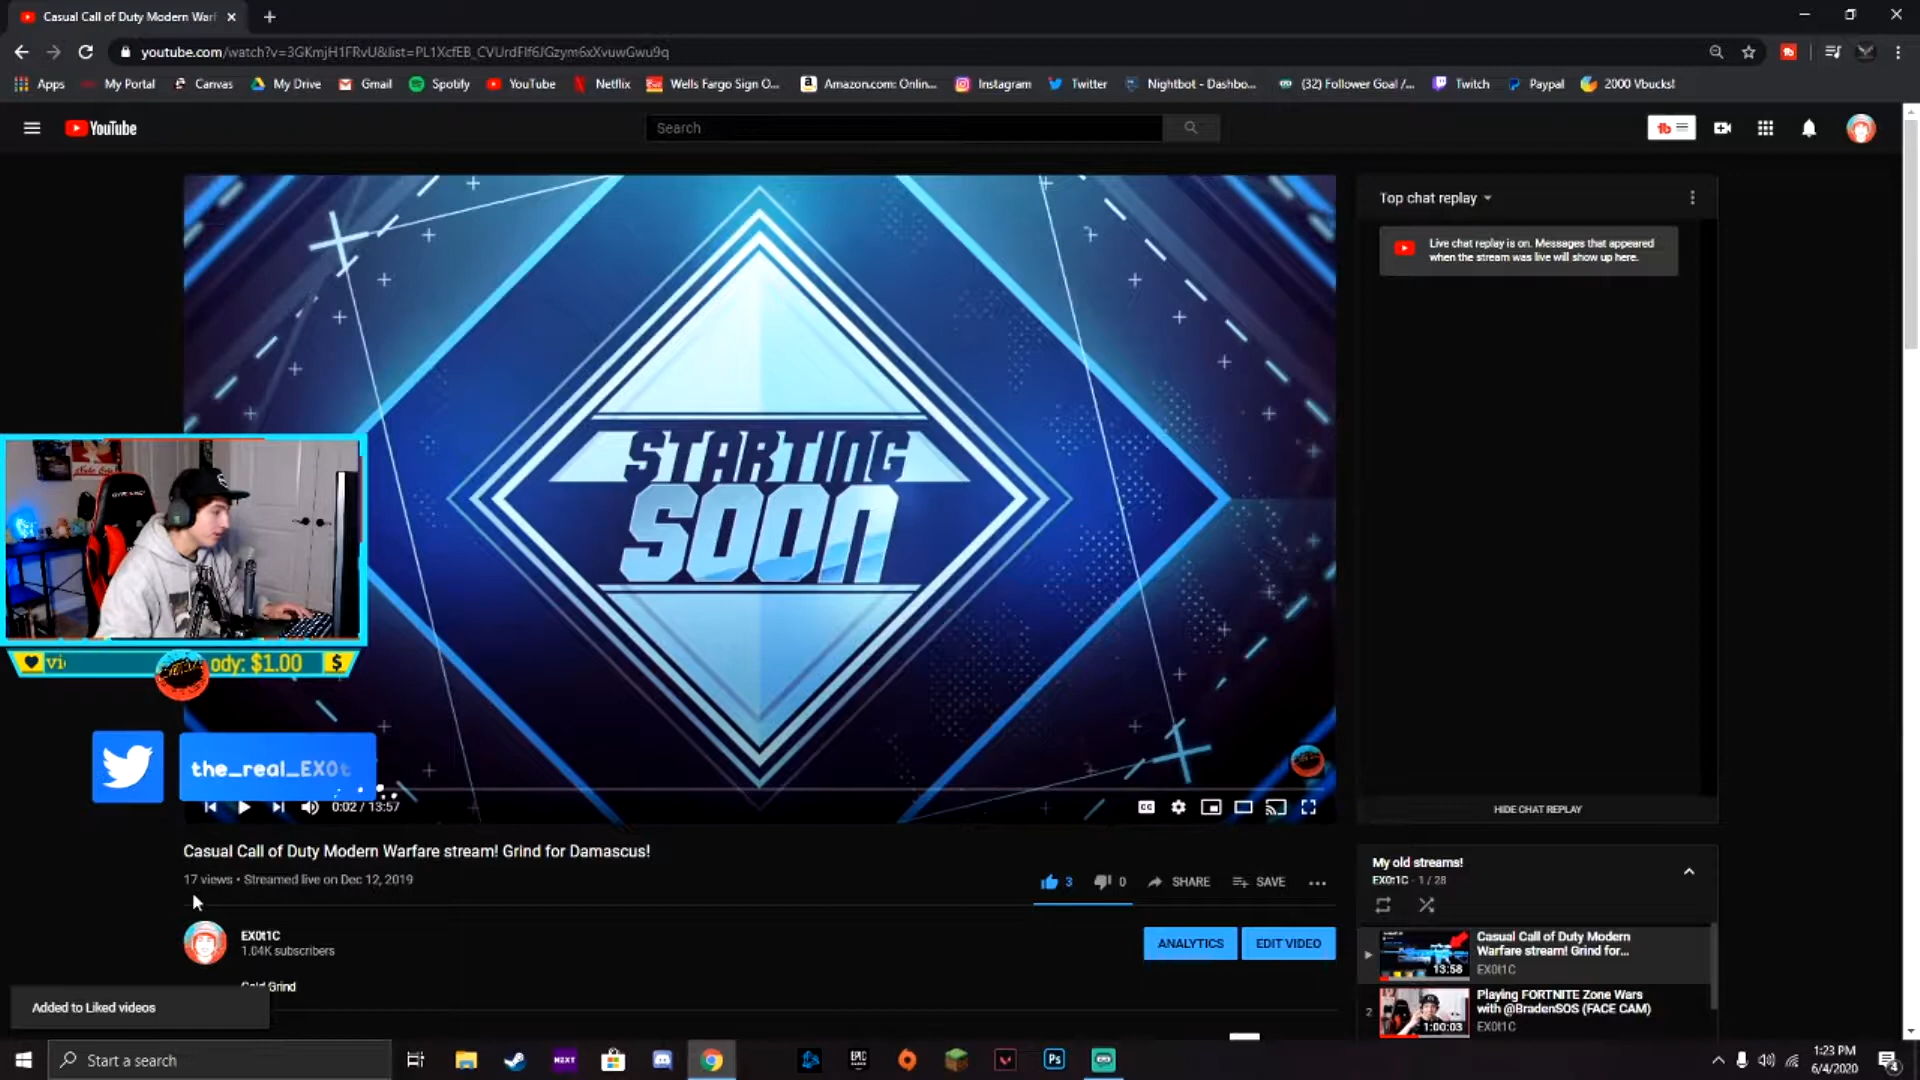 Casual Call of Duty Modern Warf
youtube.com/watch?v=3GKmjH1FRvU&list=PL1XcfEB_CVUrdFlf6JGzym6xXvuwGwu9q
Apps My Portal Canvas My Drive Gmail Spotify YouTube Netflix Wells Fargo Sign O... Amazon.com: Onlin... Instagram Twitter Nightbot - Dashbo... (32) Follower Goal /... Twitch Paypal 2000 Vbucks!
YouTube
Search
STARTING
SOON
Top chat replay
Live chat replay is on. Messages that appeared
when the stream was live will show up here.
HIDE CHAT REPLAY
ody: $1.00 $
the_real_EX0t
0:02 / 13:57
CC
Casual Call of Duty Modern Warfare stream! Grind for Damascus!
17 views • Streamed live on Dec 12, 2019
3 0 SHARE SAVE
EX0t1C
1.04K subscribers
ANALYTICS EDIT VIDEO
Grind
Added to Liked videos
My old streams!
EX0t1C - 1 / 28
Casual Call of Duty Modern
Warfare stream! Grind for...
EX0t1C
13:58
2
Playing FORTNITE Zone Wars
with @BradenSOS (FACE CAM)
EX0t1C
1:00:03
Start a search
NZXT
EPIC
Ps
1:23 PM
6/4/2020
4